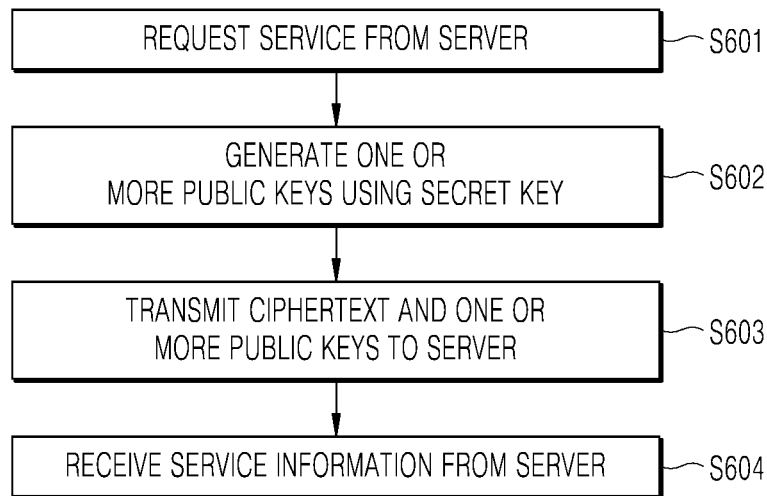 REQUEST SERVICE FROM SERVER
S601
GENERATE ONE OR
MORE PUBLIC KEYS USING SECRET KEY
S602
TRANSMIT CIPHERTEXT AND ONE OR
MORE PUBLIC KEYS TO SERVER
S603
RECEIVE SERVICE INFORMATION FROM SERVER
S604